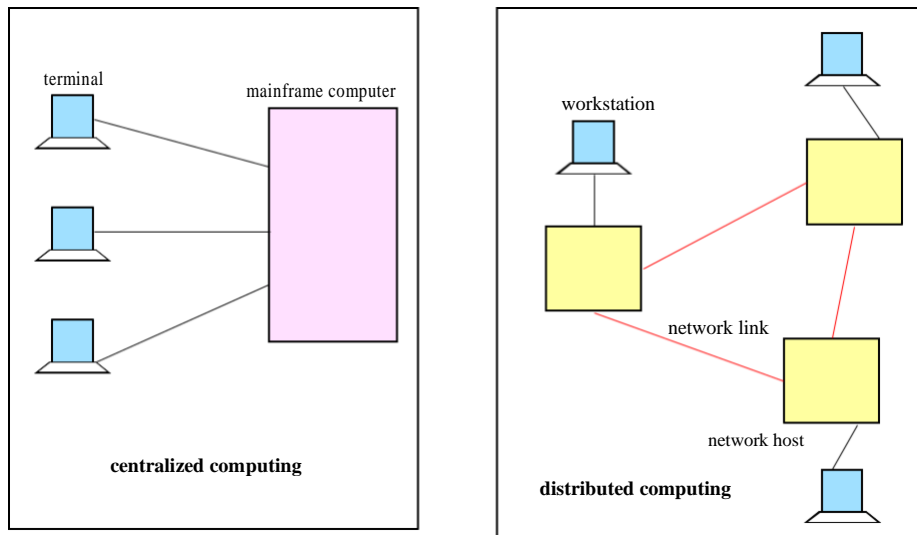 terminal
mainframe computer
centralized computing
workstation
network link
network host
distributed computing